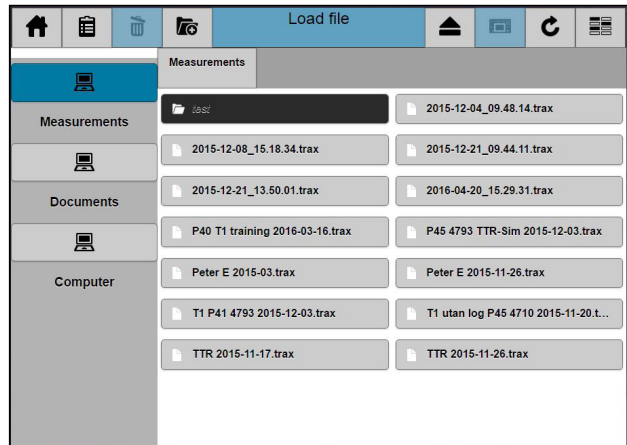 Load file
Measurements
Documents
Computer
Measurements
test
2015-12-04_09.48.14.trax
2015-12-08_15.18.34.trax
2015-12-21_09.44.11.trax
2015-12-21_13.50.01.trax
2016-04-20_15.29.31.trax
P40 T1 training 2016-03-16.trax
P45 4793 TTR-Sim 2015-12-03.trax
Peter E 2015-03.trax
Peter E 2015-11-26.trax
T1 P41 4793 2015-12-03.trax
T1 utan log P45 4710 2015-11-20.t...
TTR 2015-11-17.trax
TTR 2015-11-26.trax